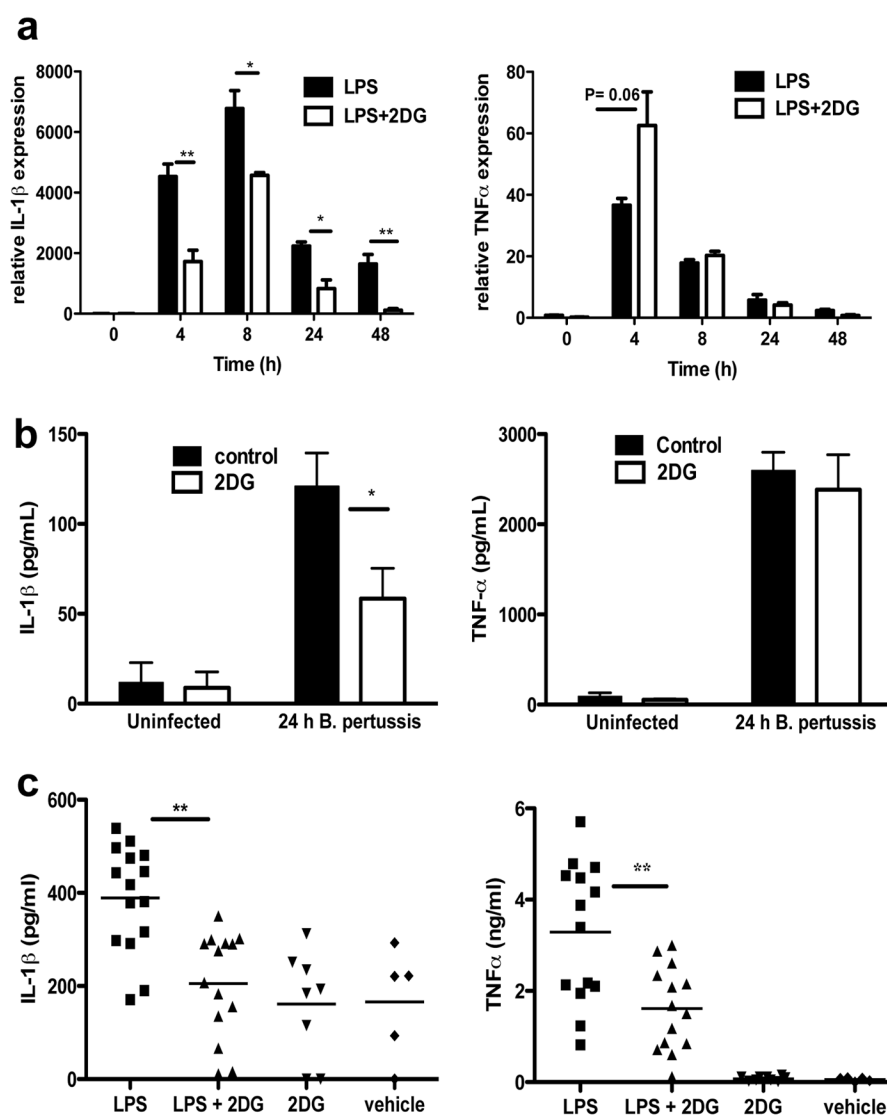 a
relative IL-1β expression
8000
6000
4000
2000
0
**
*
*
**
LPS
LPS+2DG
0 4 8 24 48
Time (h)
relative TNFα expression
80
60
40
20
0
P= 0.06
LPS
LPS+2DG
0 4 8 24 48
Time (h)
b
IL-1β (pg/mL)
150
100
50
0
control
2DG
*
Uninfected 24 h B. pertussis
TNF-α (pg/mL)
3000
2000
1000
0
Control
2DG
Uninfected 24 h B. pertussis
c
IL-1β (pg/ml)
600
400
200
0
**
LPS LPS + 2DG 2DG vehicle
TNFα (ng/ml)
6
4
2
0
**
LPS LPS + 2DG 2DG vehicle